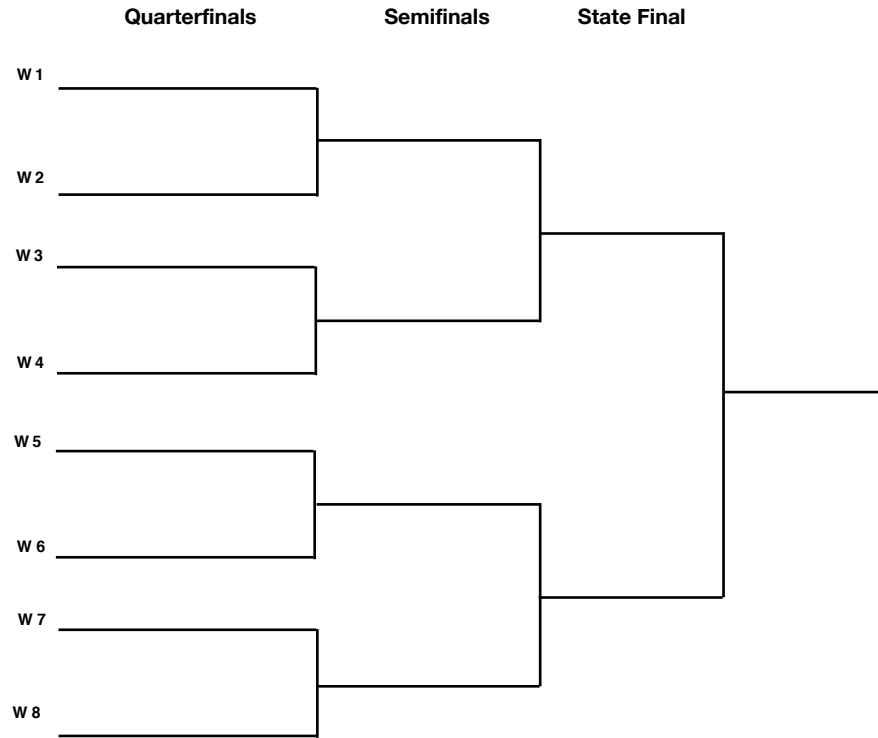 Quarterfinals Semifinals State Final
W 1
W 2
W 3
W 4
W 5
W 6
W 7
W 8